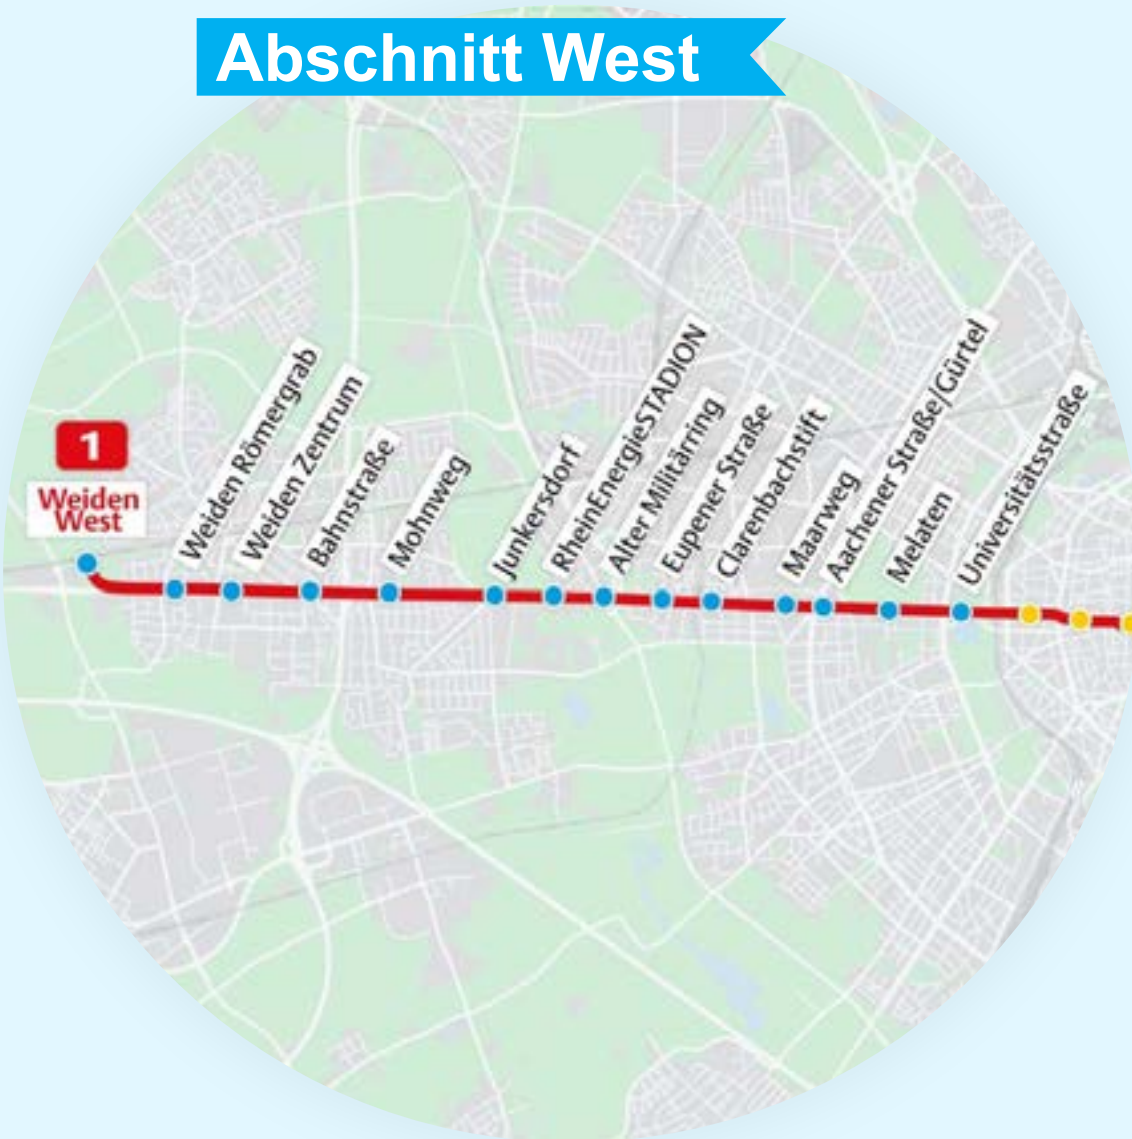 Abschnitt West
1
Weiden
West
Weiden Römergrab
Weiden Zentrum
Bahnstraße
Mohnweg
Junkersdorf
RheinEnergieSTADION
Alter Militärring
Eupener Straße
Clarenbachstift
Maarweg
Aachener Straße/Gürtel
Melaten
Universitätsstraße